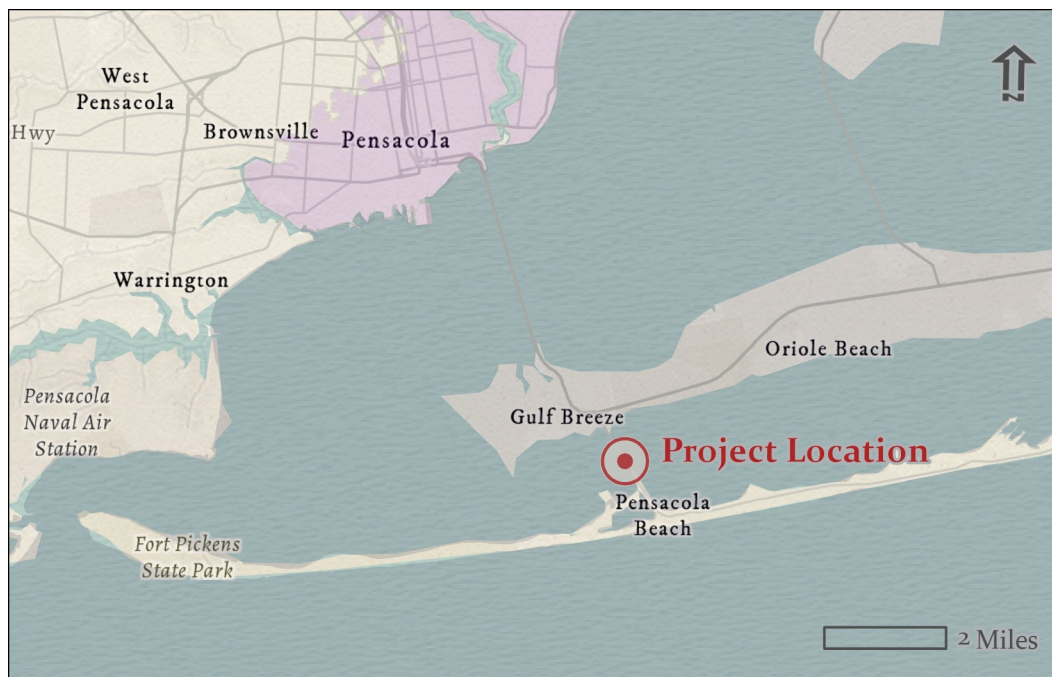 West
Pensacola
Hwy
Brownsville
Pensacola
N
Warrington
Oriole Beach
Pensacola
Naval Air
Station
Gulf Breeze
Project Location
Pensacola
Beach
Fort Pickens
State Park
2 Miles